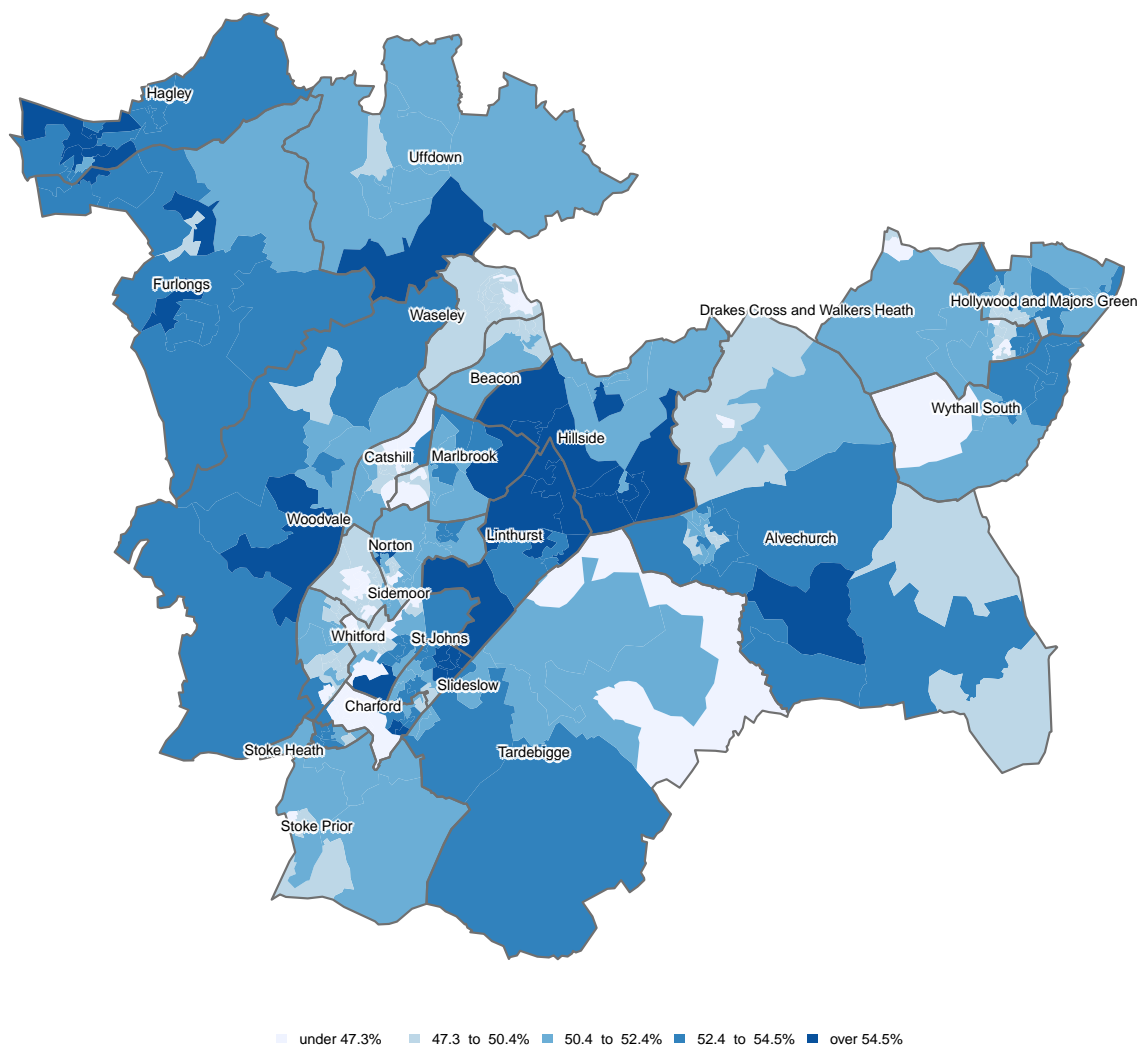 Hagley
Uffdown
Furlongs
Waseley
Drakes Cross and Walkers Heath
Hollywood and Majors Green
Beacon
Wythall South
Hillside
Catshill
Marlbrook
Woodvale
Linthurst
Alvechurch
Norton
Sidemoor
Whitford
St Johns
Slideslow
Charford
Stoke Heath
Tardebigge
Stoke Prior
under 47.3% 47.3 to 50.4% 50.4 to 52.4% 52.4 to 54.5% over 54.5%